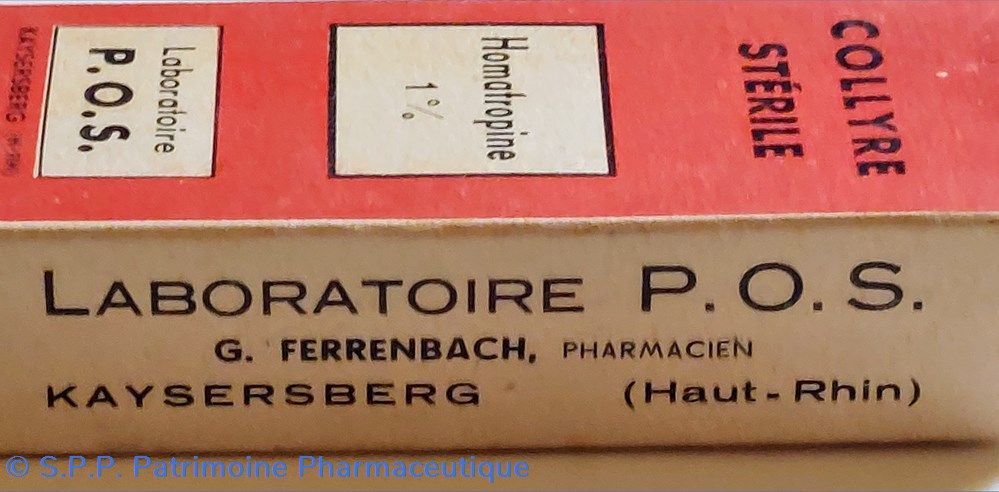 COLLYRE
STÉRILE
Homatropine
1%
Laboratoire
P.O.S.
KAYSERSBERG
LABORATOIRE P.O.S.
G. FERRENBACH, PHARMACIEN
KAYSERSBERG (Haut-Rhin)
© S.P.P. Patrimoine Pharmaceutique